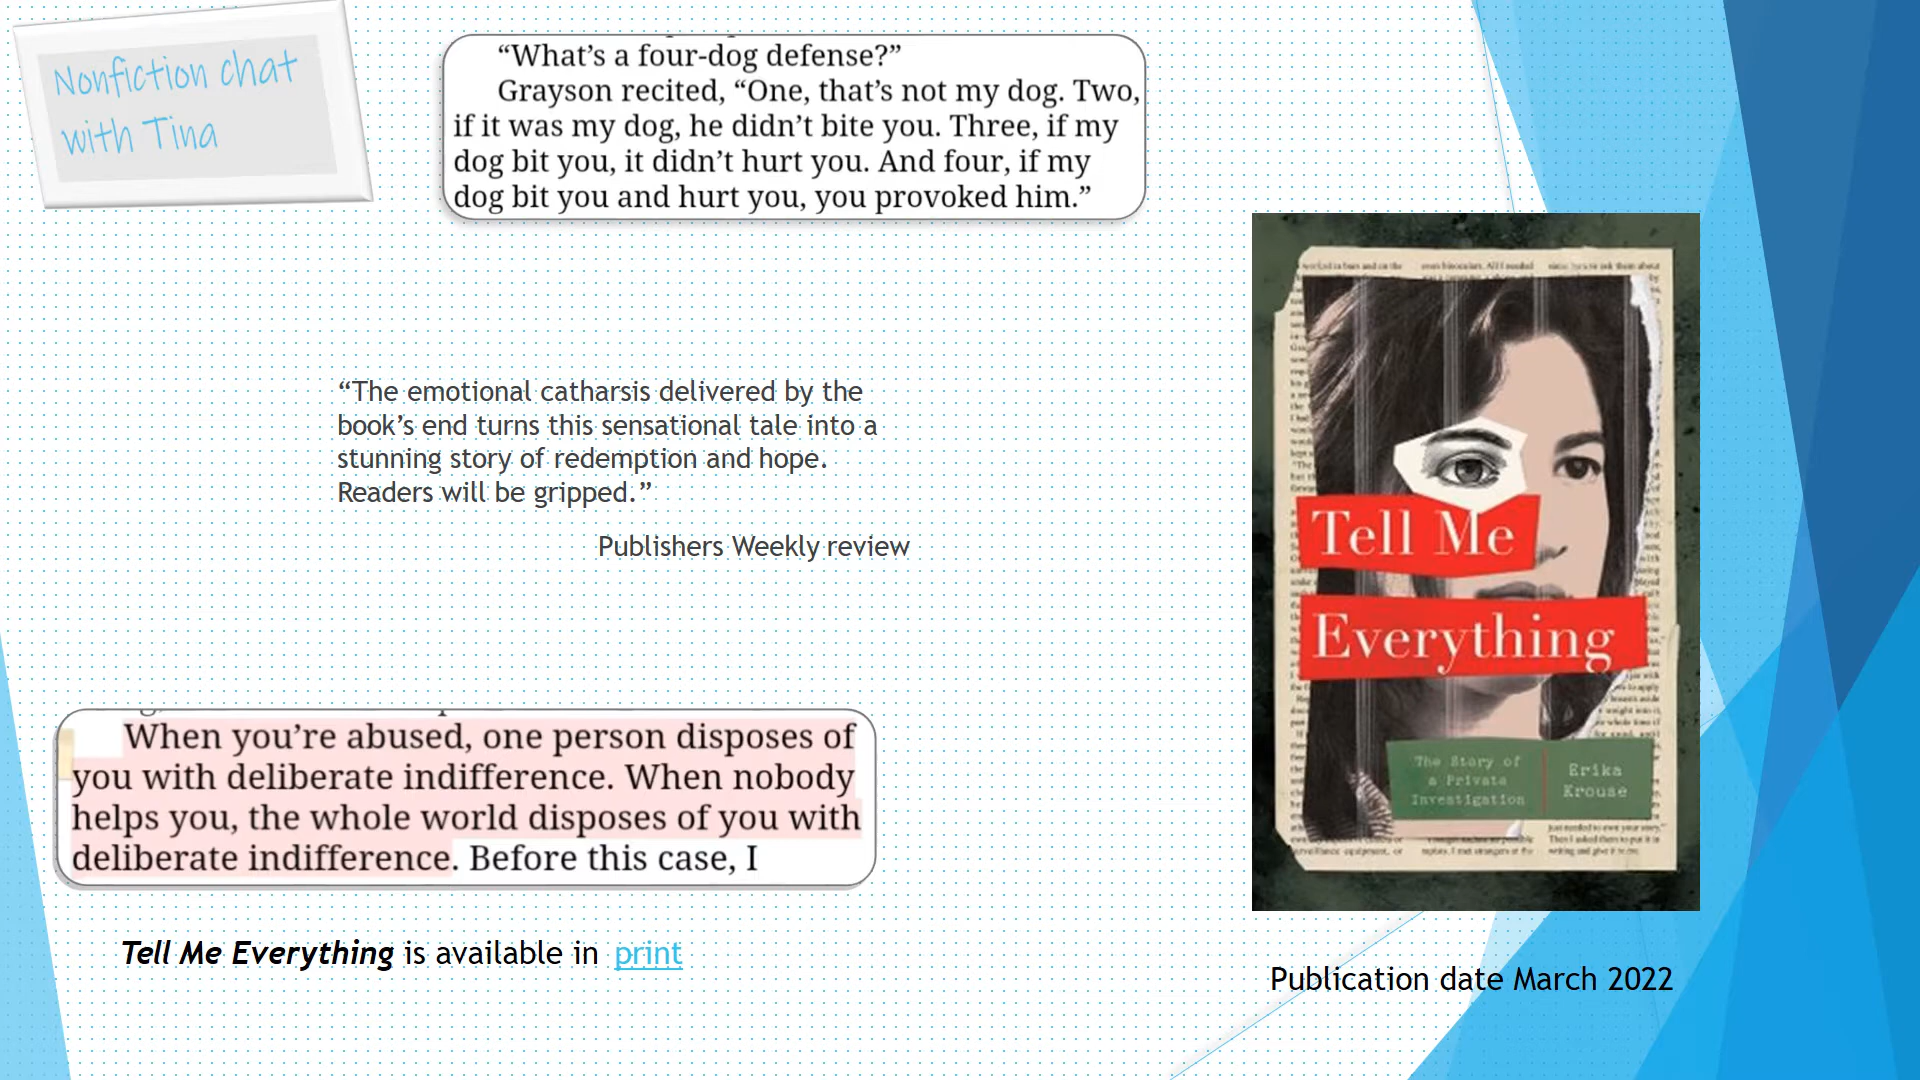 Nonfiction chat
with Tina
“What’s a four-dog defense?”
Grayson recited, “One, that’s not my dog. Two,
if it was my dog, he didn’t bite you. Three, if my
dog bit you, it didn’t hurt you. And four, if my
dog bit you and hurt you, you provoked him.”
“The emotional catharsis delivered by the
book’s end turns this sensational tale into a
stunning story of redemption and hope.
Readers will be gripped.”
Publishers Weekly review
When you’re abused, one person disposes of
you with deliberate indifference. When nobody
helps you, the whole world disposes of you with
deliberate indifference. Before this case, I
Tell Me Everything is available in print
Tell Me
Everything
The Story of
a Private
Investigation
Erika
Krouse
Publication date March 2022